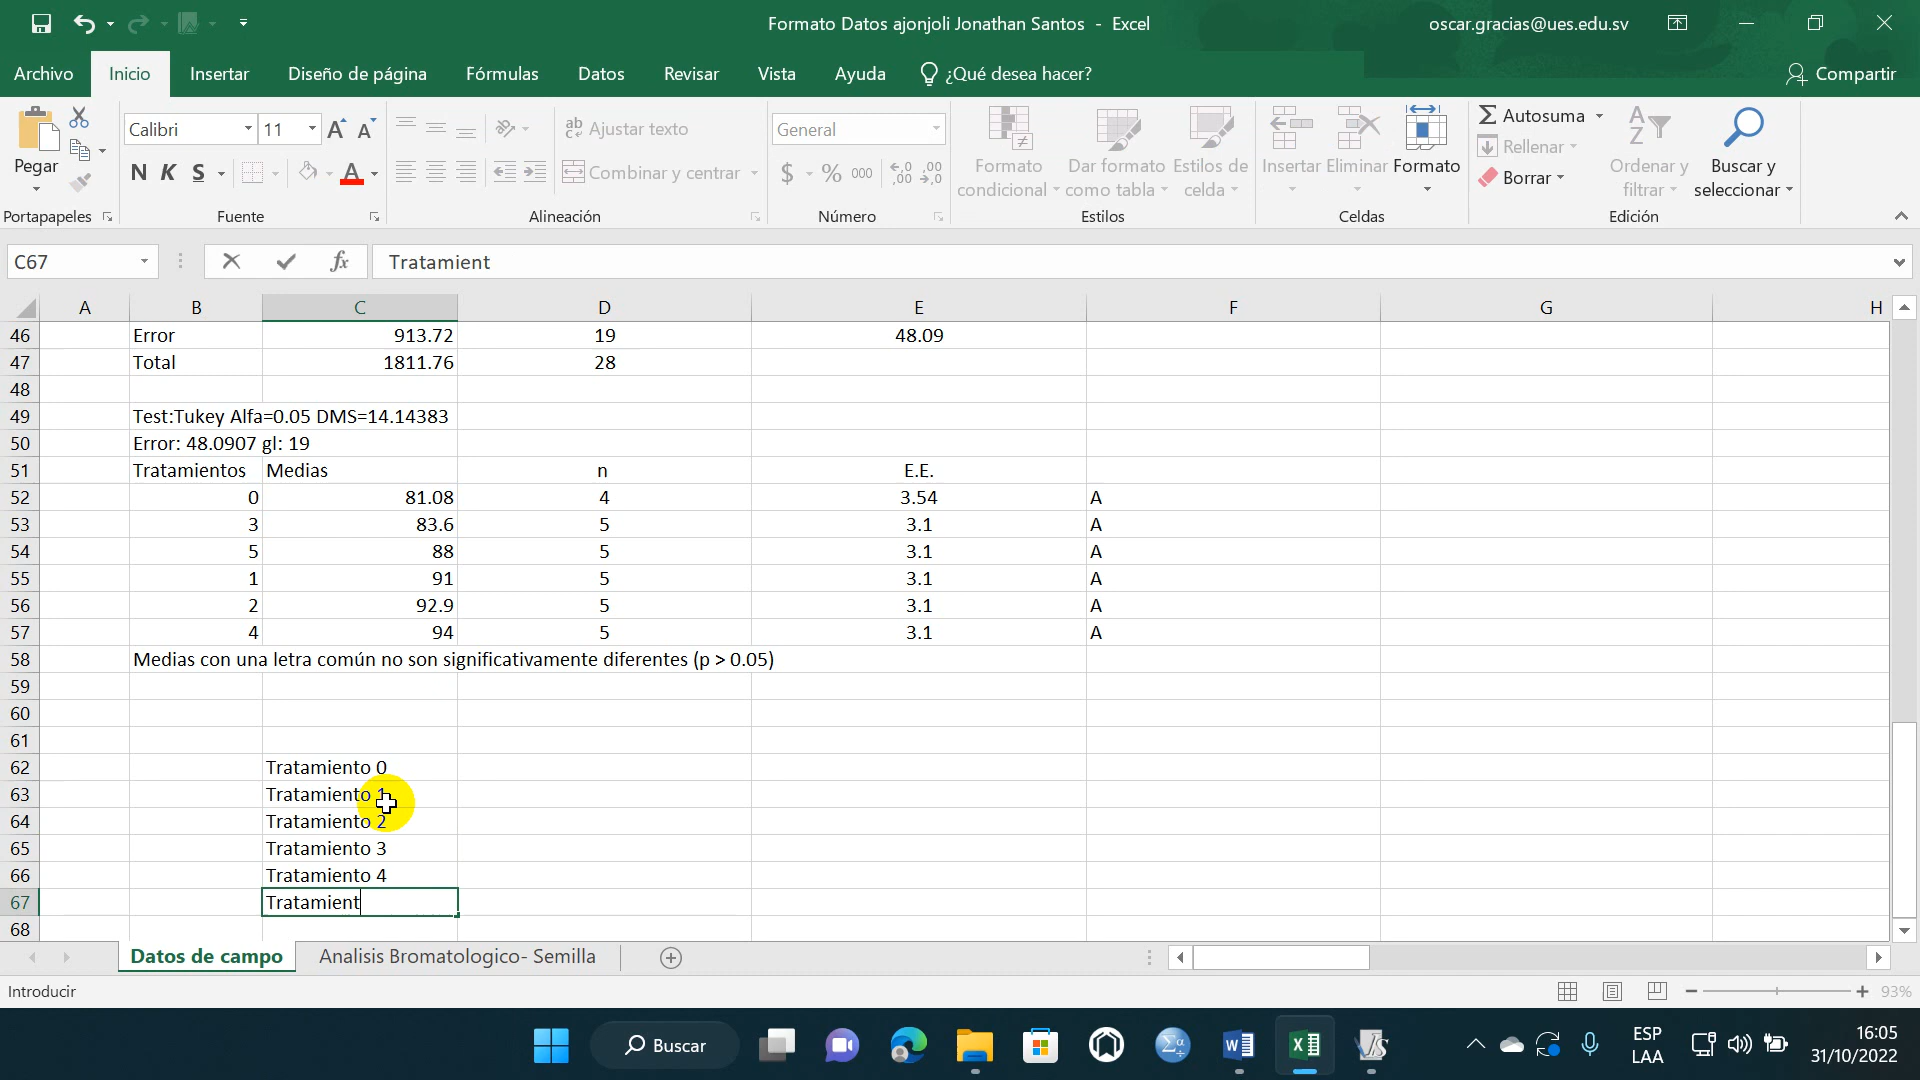 Formato Datos ajonjoli Jonathan Santos - Excel
oscar.gracias@ues.edu.sv
Archivo Inicio Insertar Diseño de página Fórmulas Datos Revisar Vista Ayuda ¿Qué desea hacer? Compartir
Pegar
Portapapeles
Calibri 11
N K S
Fuente
Ajustar texto
Combinar y centrar
Alineación
General
$ % 000
Número
Formato condicional
Dar formato como tabla
Estilos de celda
Estilos
Insertar Eliminar Formato
Celdas
Autosuma
Rellenar
Borrar
Ordenar y filtrar
Buscar y seleccionar
Edición
C67 fx Tratamient
A B C D E F G H
46 Error 913.72 19 48.09
47 Total 1811.76 28
48
49 Test:Tukey Alfa=0.05 DMS=14.14383
50 Error: 48.0907 gl: 19
51 Tratamientos Medias n E.E.
52 0 81.08 4 3.54 A
53 3 83.6 5 3.1 A
54 5 88 5 3.1 A
55 1 91 5 3.1 A
56 2 92.9 5 3.1 A
57 4 94 5 3.1 A
58 Medias con una letra común no son significativamente diferentes (p > 0.05)
59
60
61
62 Tratamiento 0
63 Tratamiento 1
64 Tratamiento 2
65 Tratamiento 3
66 Tratamiento 4
67 Tratamient
68
Datos de campo Analisis Bromatologico- Semilla
Introducir 93%
Buscar
ESP
LAA
16:05
31/10/2022